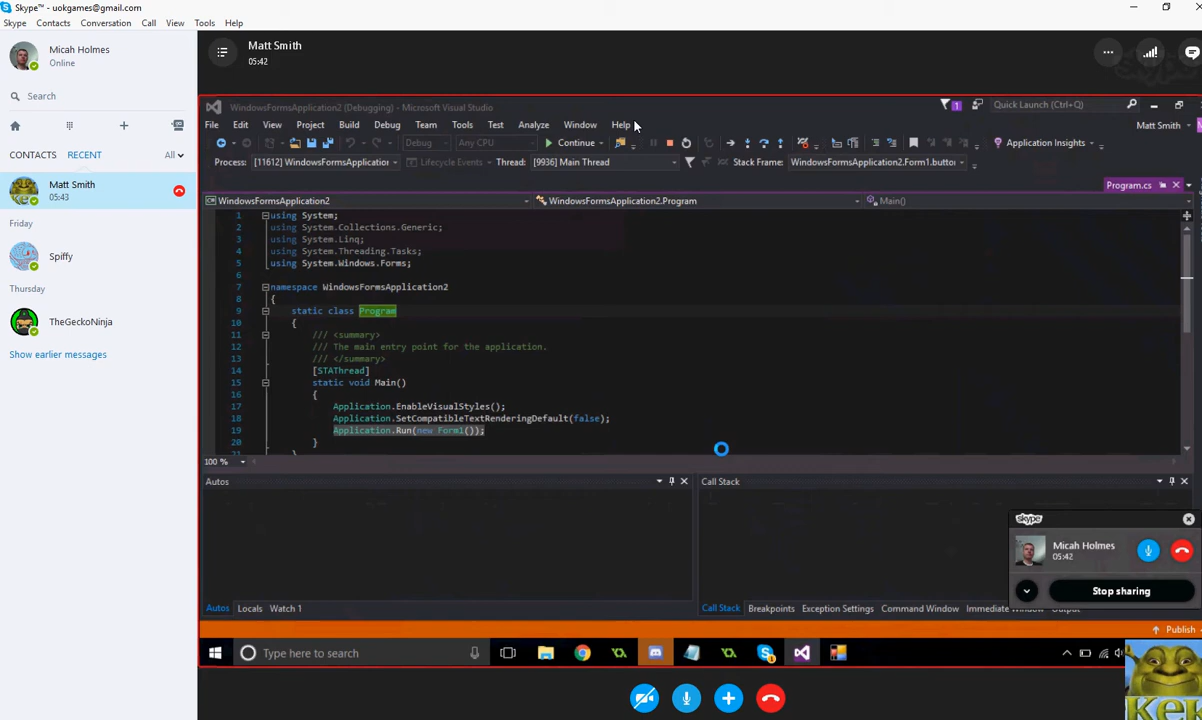 Skype™ - uokgames@gmail.com
Skype Contacts Conversation Call View Tools Help
Micah Holmes
Online
Search
CONTACTS RECENT All
Matt Smith
05:43
Friday
Spiffy
Thursday
TheGeckoNinja
Show earlier messages
Matt Smith
05:42
WindowsFormsApplication2 (Debugging) - Microsoft Visual Studio
1
Quick Launch (Ctrl+Q)
File Edit View Project Build Debug Team Tools Test Analyze Window Help
Matt Smith
Debug Any CPU Continue Application Insights
Process: [11612] WindowsFormsApplication Lifecycle Events Thread: [9936] Main Thread Stack Frame: WindowsFormsApplication2.Form1.button
Program.cs
WindowsFormsApplication2 WindowsFormsApplication2.Program Main()
1 using System;
2 using System.Collections.Generic;
3 using System.Linq;
4 using System.Threading.Tasks;
5 using System.Windows.Forms;
6
7 namespace WindowsFormsApplication2
8 {
9 static class Program
10 {
11 /// <summary>
12 /// The main entry point for the application.
13 /// </summary>
14 [STAThread]
15 static void Main()
16 {
17 Application.EnableVisualStyles();
18 Application.SetCompatibleTextRenderingDefault(false);
19 Application.Run(new Form1());
20 }
21 }
100 %
Autos
Call Stack
Autos Locals Watch 1
Call Stack Breakpoints Exception Settings Command Window Immediate Window Output
skype
Micah Holmes
05:42
Stop sharing
Publish
Type here to search
KEK